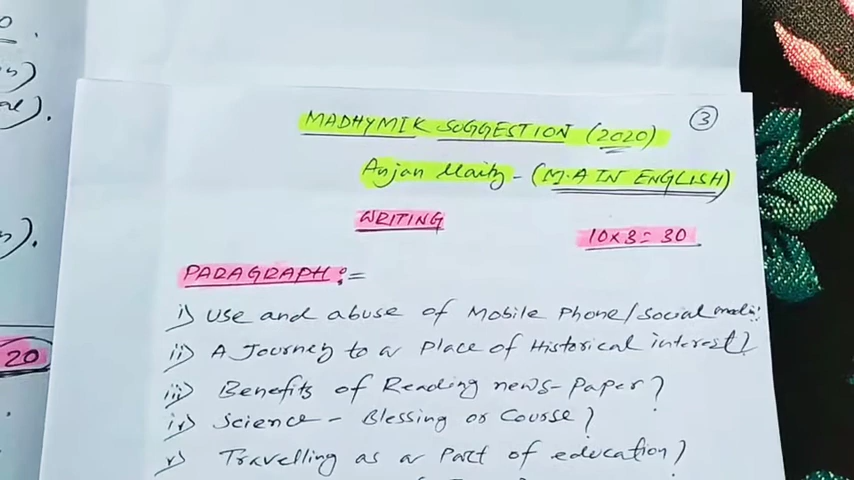 3
MADHYMIK SUGGESTION (2020)
Anjan Maity - (M.A IN ENGLISH)
WRITING
10x3= 30
PARAGRAPH:=
i) Use and abuse of Mobile Phone/Social media
ii) A Journey to a Place of Historical interest?
iii) Benefits of Reading news-Paper?
iv) Science - Blessing or Course?
v) Travelling as a Part of education?
20